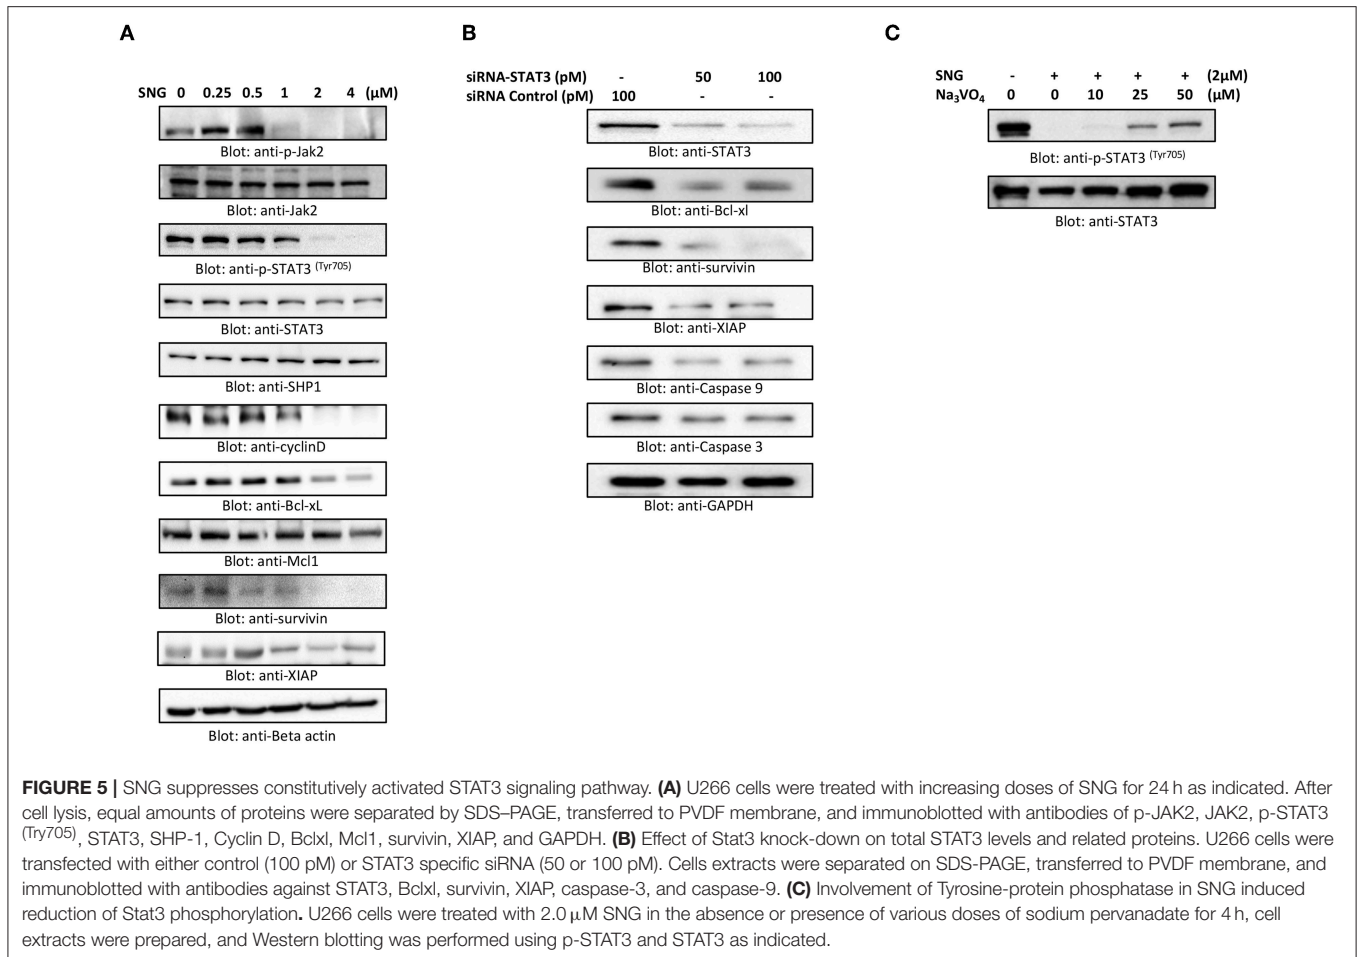 A
SNG 0 0.25 0.5 1 2 4 (μM)
Blot: anti-p-Jak2
Blot: anti-Jak2
Blot: anti-p-STAT3 (Tyr705)
Blot: anti-STAT3
Blot: anti-SHP1
Blot: anti-cyclinD
Blot: anti-Bcl-xL
Blot: anti-Mcl1
Blot: anti-survivin
Blot: anti-XIAP
Blot: anti-Beta actin
B
siRNA-STAT3 (pM) - 50 100
siRNA Control (pM) 100 - -
Blot: anti-STAT3
Blot: anti-Bcl-xl
Blot: anti-survivin
Blot: anti-XIAP
Blot: anti-Caspase 9
Blot: anti-Caspase 3
Blot: anti-GAPDH
C
SNG - + + + + (2μM)
Na3VO4 0 0 10 25 50 (μM)
Blot: anti-p-STAT3 (Tyr705)
Blot: anti-STAT3
FIGURE 5 | SNG suppresses constitutively activated STAT3 signaling pathway. (A) U266 cells were treated with increasing doses of SNG for 24 h as indicated. After
cell lysis, equal amounts of proteins were separated by SDS–PAGE, transferred to PVDF membrane, and immunoblotted with antibodies of p-JAK2, JAK2, p-STAT3
(Try705), STAT3, SHP-1, Cyclin D, Bclxl, Mcl1, survivin, XIAP, and GAPDH. (B) Effect of Stat3 knock-down on total STAT3 levels and related proteins. U266 cells were
transfected with either control (100 pM) or STAT3 specific siRNA (50 or 100 pM). Cells extracts were separated on SDS-PAGE, transferred to PVDF membrane, and
immunoblotted with antibodies against STAT3, Bclxl, survivin, XIAP, caspase-3, and caspase-9. (C) Involvement of Tyrosine-protein phosphatase in SNG induced
reduction of Stat3 phosphorylation. U266 cells were treated with 2.0 μM SNG in the absence or presence of various doses of sodium pervanadate for 4 h, cell
extracts were prepared, and Western blotting was performed using p-STAT3 and STAT3 as indicated.